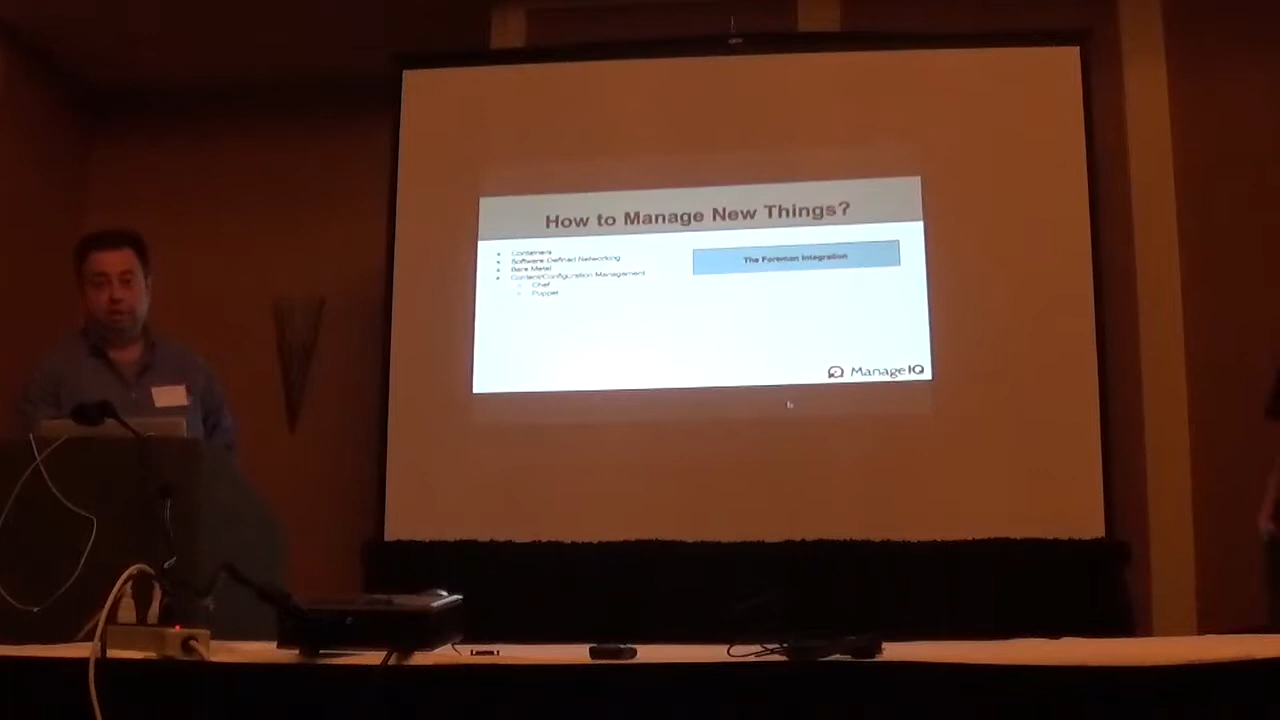 How to Manage New Things?
Containers
Software Defined Networking
Bare Metal
Content/Configuration Management
Chef
Puppet
The Foreman Integration
ManageIQ